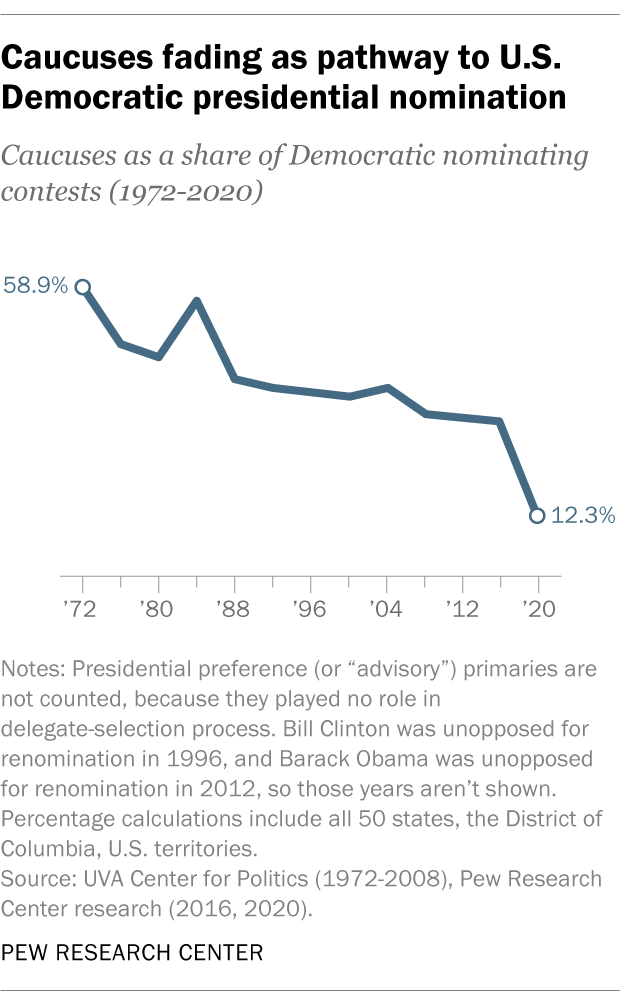 Caucuses fading as pathway to U.S.
Democratic presidential nomination
Caucuses as a share of Democratic nominating
contests (1972-2020)
58.9%
12.3%
’72 ’80 ’88 ’96 ’04 ’12 ’20
Notes: Presidential preference (or “advisory”) primaries are
not counted, because they played no role in
delegate-selection process. Bill Clinton was unopposed for
renomination in 1996, and Barack Obama was unopposed
for renomination in 2012, so those years aren’t shown.
Percentage calculations include all 50 states, the District of
Columbia, U.S. territories.
Source: UVA Center for Politics (1972-2008), Pew Research
Center research (2016, 2020).
PEW RESEARCH CENTER